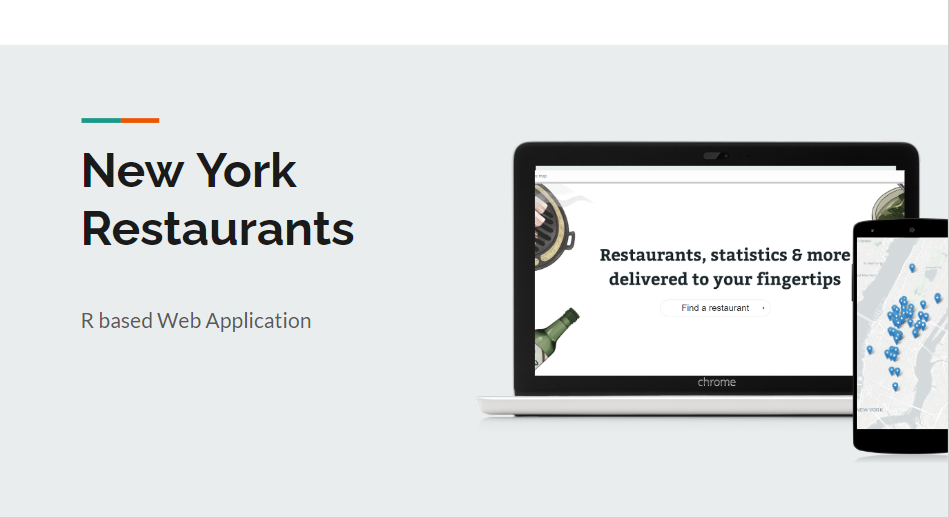 New York
Restaurants
R based Web Application
Restaurants, statistics & more
delivered to your fingertips
Find a restaurant
chrome
NEW YORK